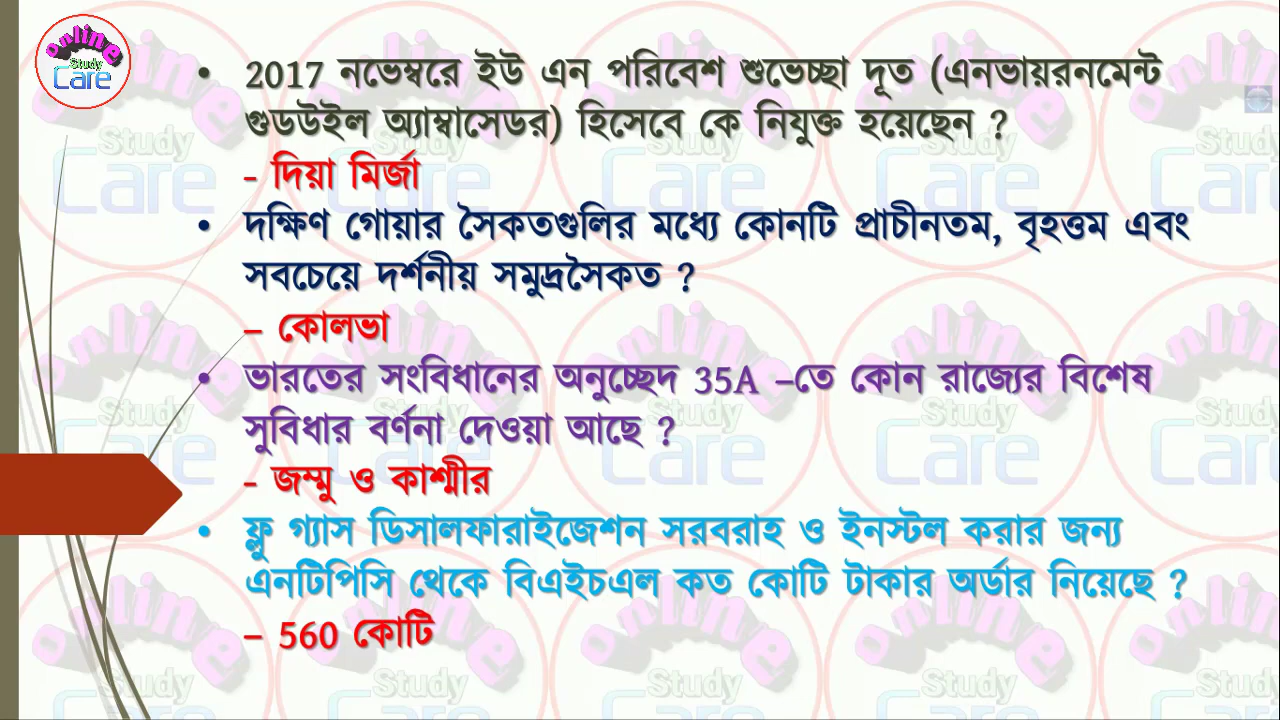 online
Study
Care
• 2017 নভেম্বরে ইউ এন পরিবেশ শুভেচ্ছা দূত (এনভায়রনমেন্ট
গুডউইল অ্যাম্বাসেডর) হিসেবে কে নিযুক্ত হয়েছেন ?
- দিয়া মির্জা
• দক্ষিণ গোয়ার সৈকতগুলির মধ্যে কোনটি প্রাচীনতম, বৃহত্তম এবং
সবচেয়ে দর্শনীয় সমুদ্রসৈকত ?
– কোলভা
• ভারতের সংবিধানের অনুচ্ছেদ 35A –তে কোন রাজ্যের বিশেষ
সুবিধার বর্ণনা দেওয়া আছে ?
- জম্মু ও কাশ্মীর
• ফ্লু গ্যাস ডিসালফারাইজেশন সরবরাহ ও ইনস্টল করার জন্য
এনটিপিসি থেকে বিএইচএল কত কোটি টাকার অর্ডার নিয়েছে ?
– 560 কোটি